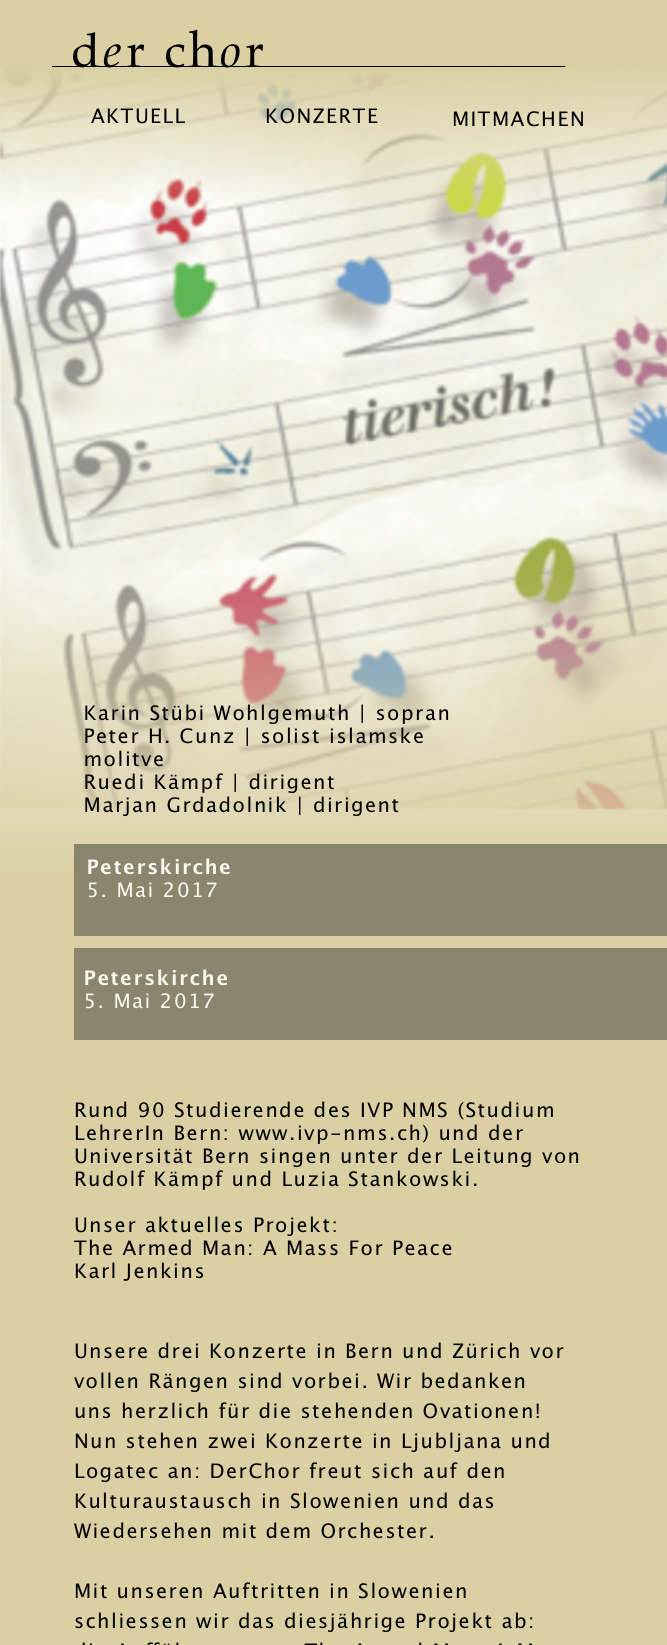 der chor
AKTUELL KONZERTE MITMACHEN
tierisch!
Karin Stübi Wohlgemuth | sopran
Peter H. Cunz | solist islamske
molitve
Ruedi Kämpf | dirigent
Marjan Grdadolnik | dirigent
Peterskirche
5. Mai 2017
Peterskirche
5. Mai 2017
Rund 90 Studierende des IVP NMS (Studium
LehrerIn Bern: www.ivp-nms.ch) und der
Universität Bern singen unter der Leitung von
Rudolf Kämpf und Luzia Stankowski.
Unser aktuelles Projekt:
The Armed Man: A Mass For Peace
Karl Jenkins
Unsere drei Konzerte in Bern und Zürich vor
vollen Rängen sind vorbei. Wir bedanken
uns herzlich für die stehenden Ovationen!
Nun stehen zwei Konzerte in Ljubljana und
Logatec an: DerChor freut sich auf den
Kulturaustausch in Slowenien und das
Wiedersehen mit dem Orchester.
Mit unseren Auftritten in Slowenien
schliessen wir das diesjährige Projekt ab: